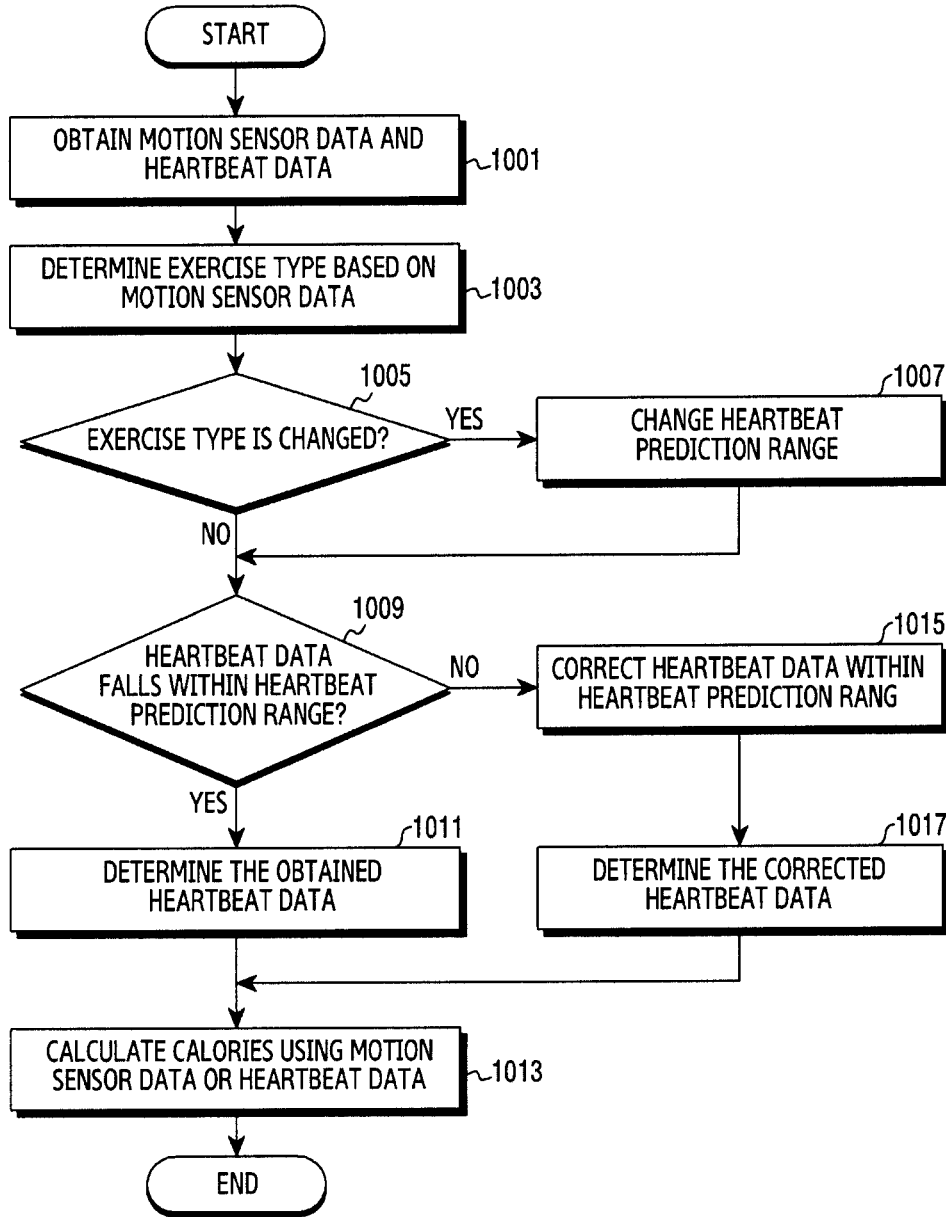 START
OBTAIN MOTION SENSOR DATA AND
HEARTBEAT DATA
1001
DETERMINE EXERCISE TYPE BASED ON
MOTION SENSOR DATA
1003
1005
EXERCISE TYPE IS CHANGED?
YES
1007
CHANGE HEARTBEAT
PREDICTION RANGE
NO
1009
HEARTBEAT DATA
FALLS WITHIN HEARTBEAT
PREDICTION RANGE?
NO
1015
CORRECT HEARTBEAT DATA WITHIN
HEARTBEAT PREDICTION RANG
YES
1011
DETERMINE THE OBTAINED
HEARTBEAT DATA
1017
DETERMINE THE CORRECTED
HEARTBEAT DATA
CALCULATE CALORIES USING MOTION
SENSOR DATA OR HEARTBEAT DATA
1013
END